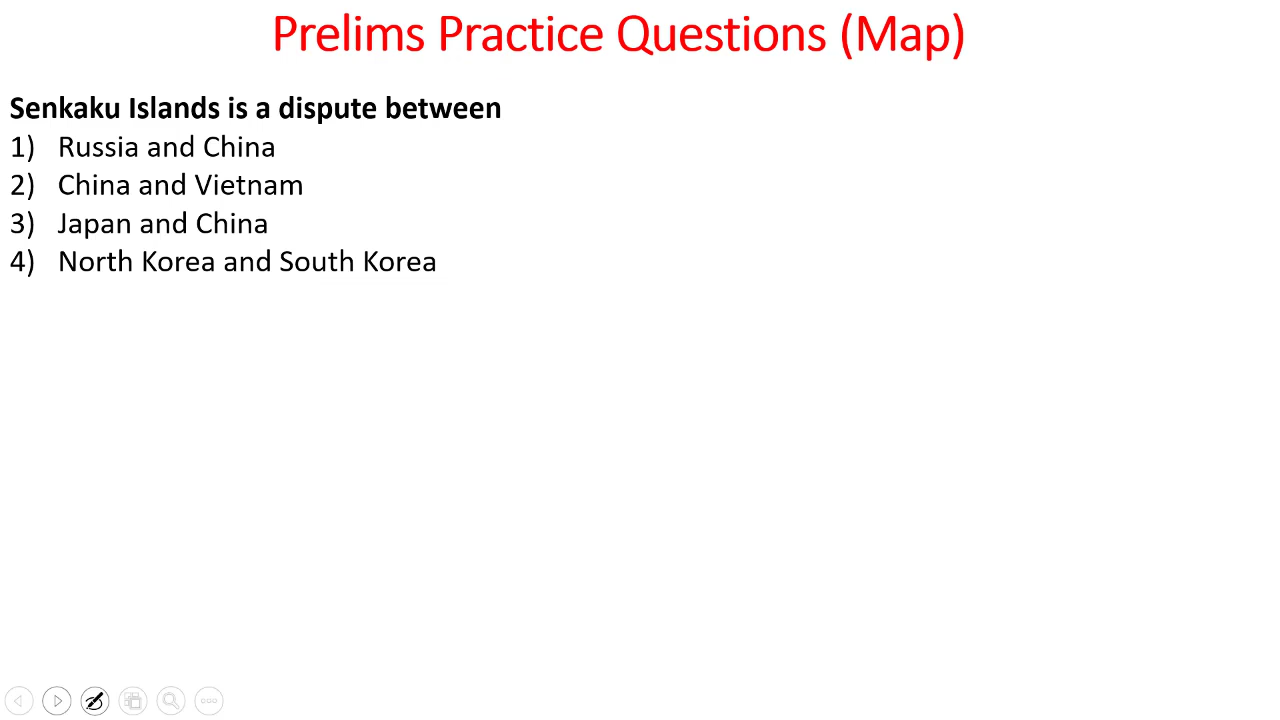 Prelims Practice Questions (Map)
Senkaku Islands is a dispute between
1) Russia and China
2) China and Vietnam
3) Japan and China
4) North Korea and South Korea